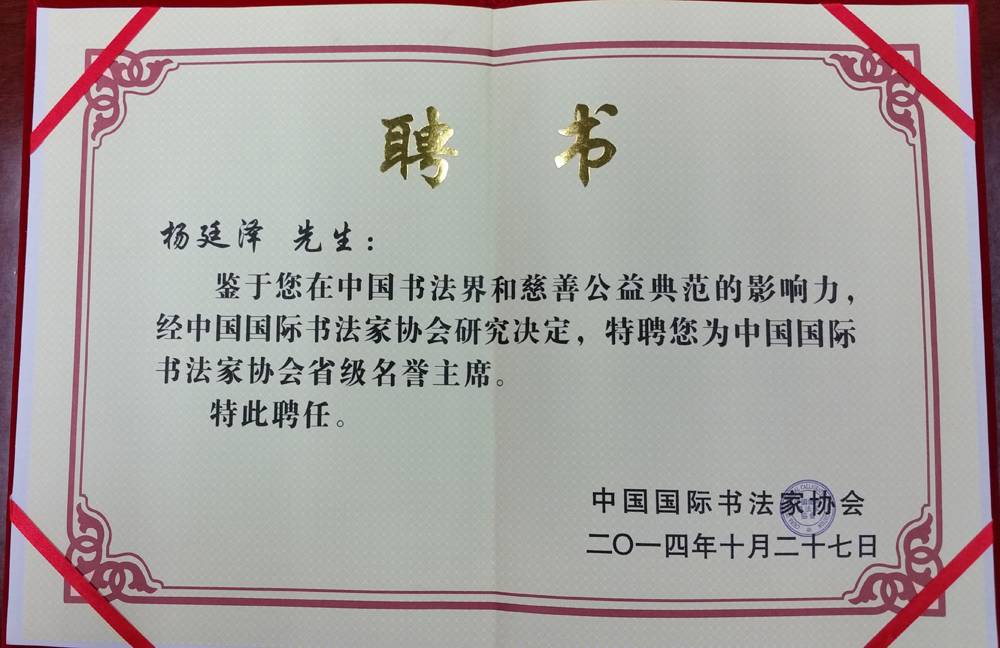 聘书
杨廷泽 先生：
鉴于您在中国书法界和慈善公益典范的影响力，
经中国国际书法家协会研究决定，特聘您为中国国际
书法家协会省级名誉主席。
特此聘任。
中国国际书法家协会
二〇一四年十月二十七日